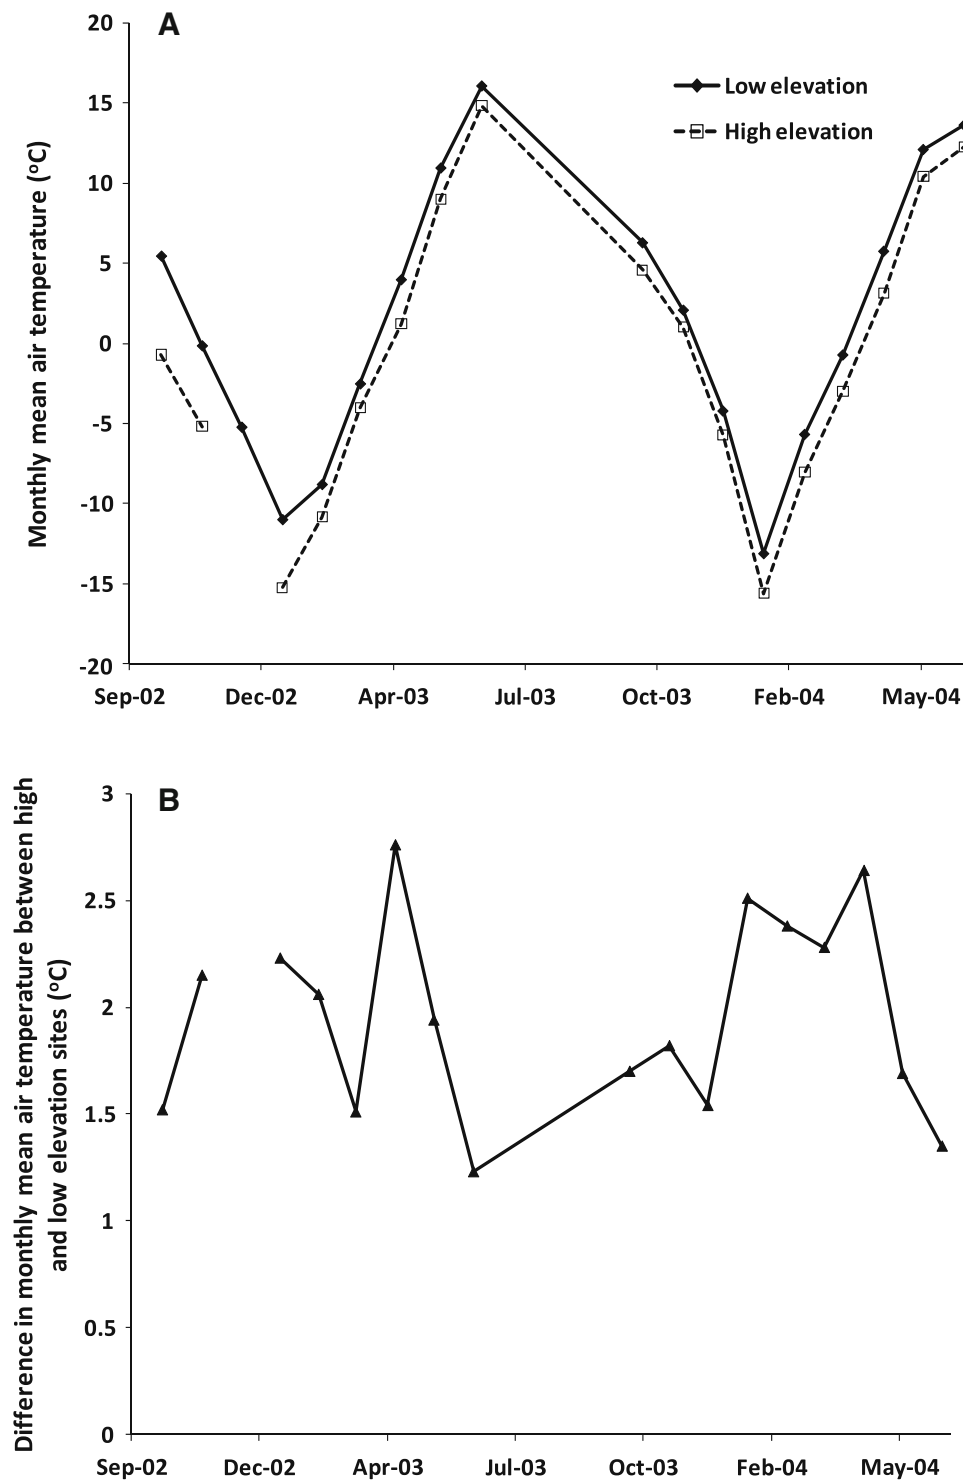 A
20
15
10
5
0
-5
-10
-15
-20
Monthly mean air temperature (°C)
Low elevation
High elevation
Sep-02 Dec-02 Apr-03 Jul-03 Oct-03 Feb-04 May-04
B
3
2.5
2
1.5
1
0.5
0
Difference in monthly mean air temperature between high
and low elevation sites (°C)
Sep-02 Dec-02 Apr-03 Jul-03 Oct-03 Feb-04 May-04